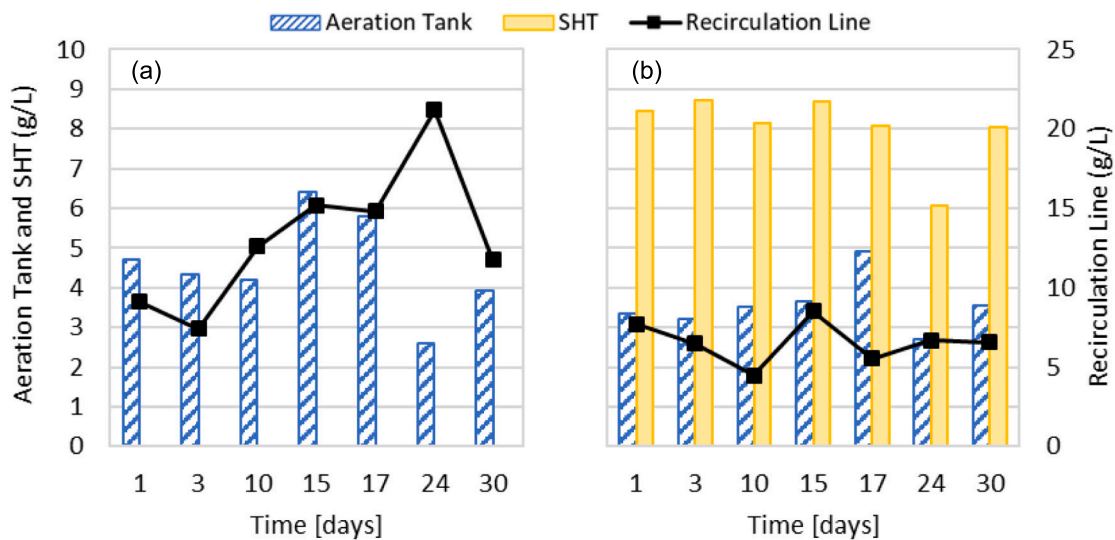 Aeration Tank SHT Recirculation Line
(a) (b)
Aeration Tank and SHT (g/L)
10
9
8
7
6
5
4
3
2
1
0
1 3 10 15 17 24 30
Time [days]
1 3 10 15 17 24 30
Time [days]
25
20
15
10
5
0
Recirculation Line (g/L)